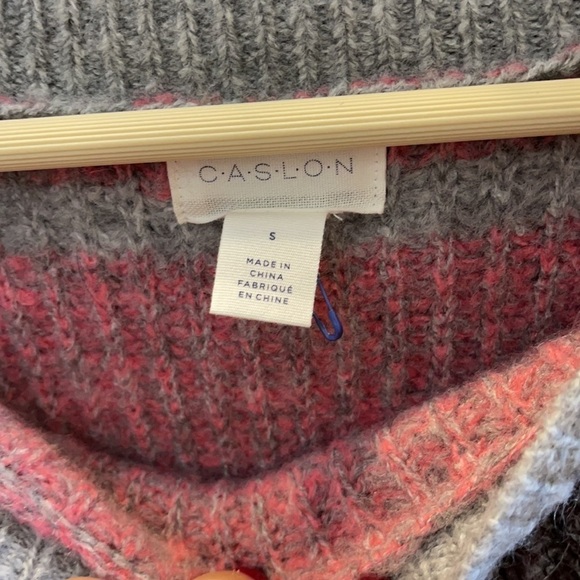 C·A·S·L·O·N
S
MADE IN
CHINA
FABRIQUÉ
EN CHINE